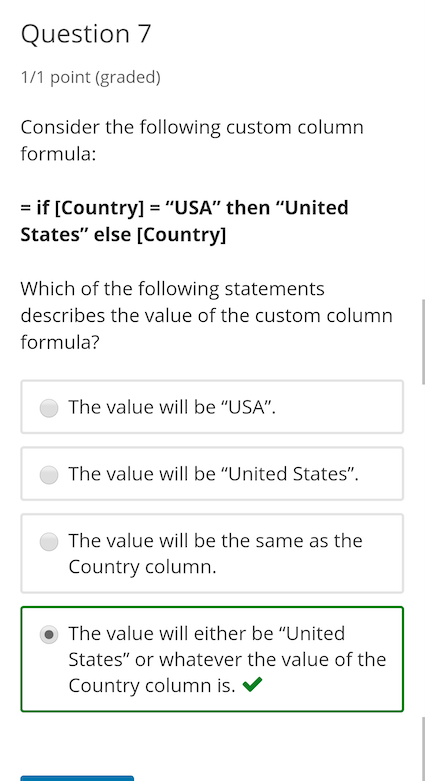 Question 7
1/1 point (graded)
Consider the following custom column
formula:
= if [Country] = “USA” then “United
States” else [Country]
Which of the following statements
describes the value of the custom column
formula?
The value will be “USA”.
The value will be “United States”.
The value will be the same as the
Country column.
The value will either be “United
States” or whatever the value of the
Country column is.